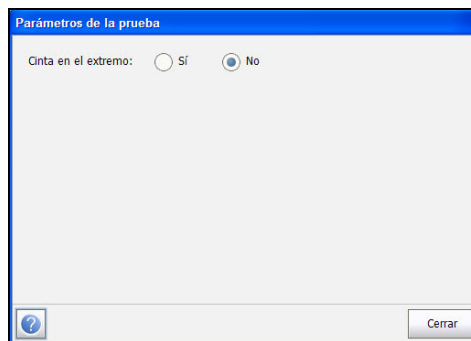 Parámetros de la prueba
Cinta en el extremo: Sí No
?
Cerrar